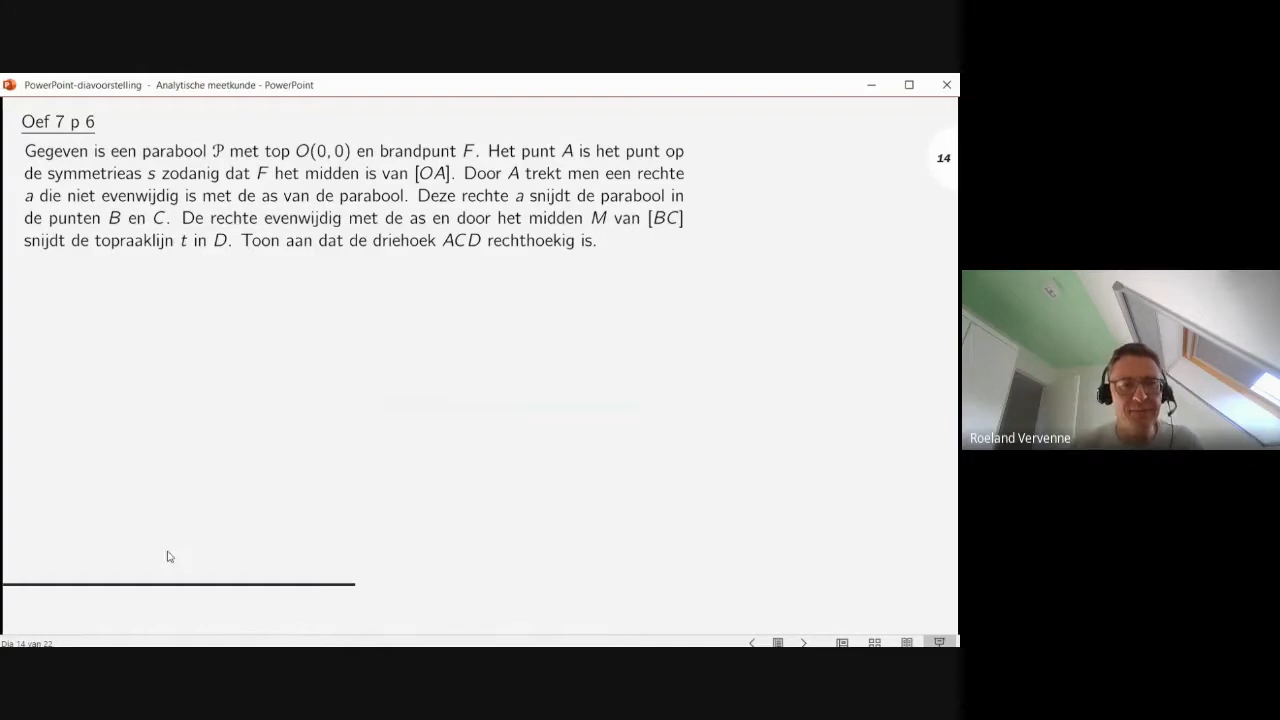 PowerPoint-diavoorstelling - Analytische meetkunde - PowerPoint
Oef 7 p 6
14
Gegeven is een parabool 𝒫 met top O(0, 0) en brandpunt F. Het punt A is het punt op
de symmetrieas s zodanig dat F het midden is van [OA]. Door A trekt men een rechte
a die niet evenwijdig is met de as van de parabool. Deze rechte a snijdt de parabool in
de punten B en C. De rechte evenwijdig met de as en door het midden M van [BC]
snijdt de topraaklijn t in D. Toon aan dat de driehoek ACD rechthoekig is.
Roeland Vervenne
Dia 14 van 22